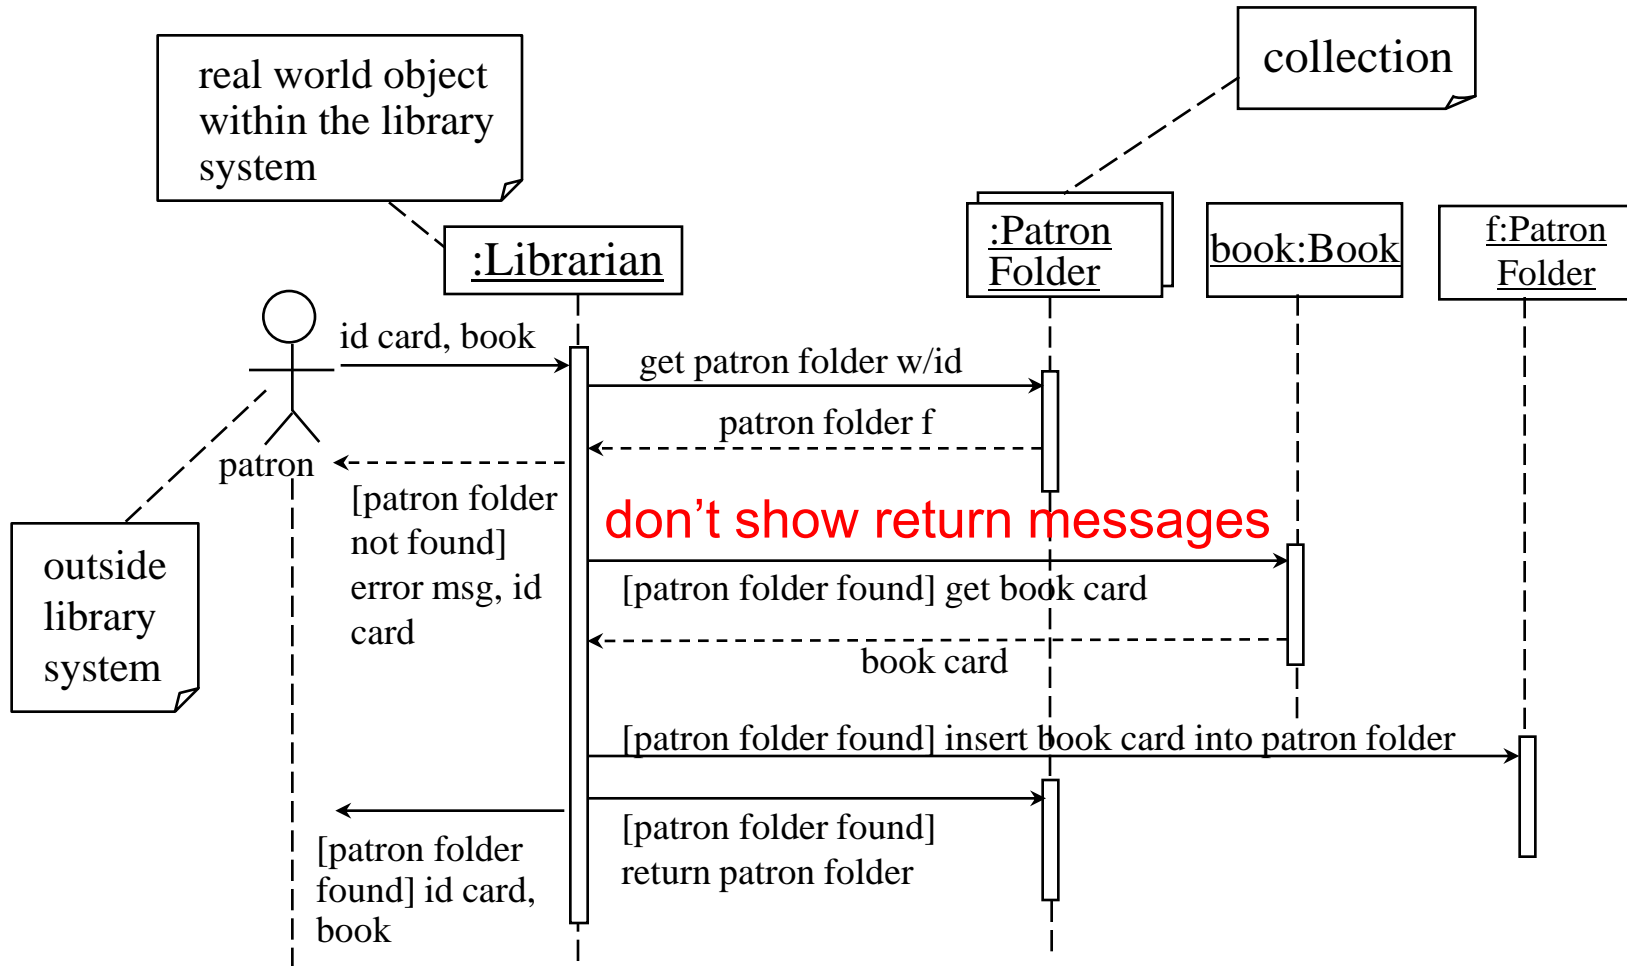 real world object
within the library
system
collection
:Librarian
:Patron
Folder
book:Book
f:Patron
Folder
id card, book
get patron folder w/id
patron folder f
patron
[patron folder
not found]
error msg, id
card
don’t show return messages
outside
library
system
[patron folder found] get book card
book card
[patron folder found] insert book card into patron folder
[patron folder found]
return patron folder
[patron folder
found] id card,
book